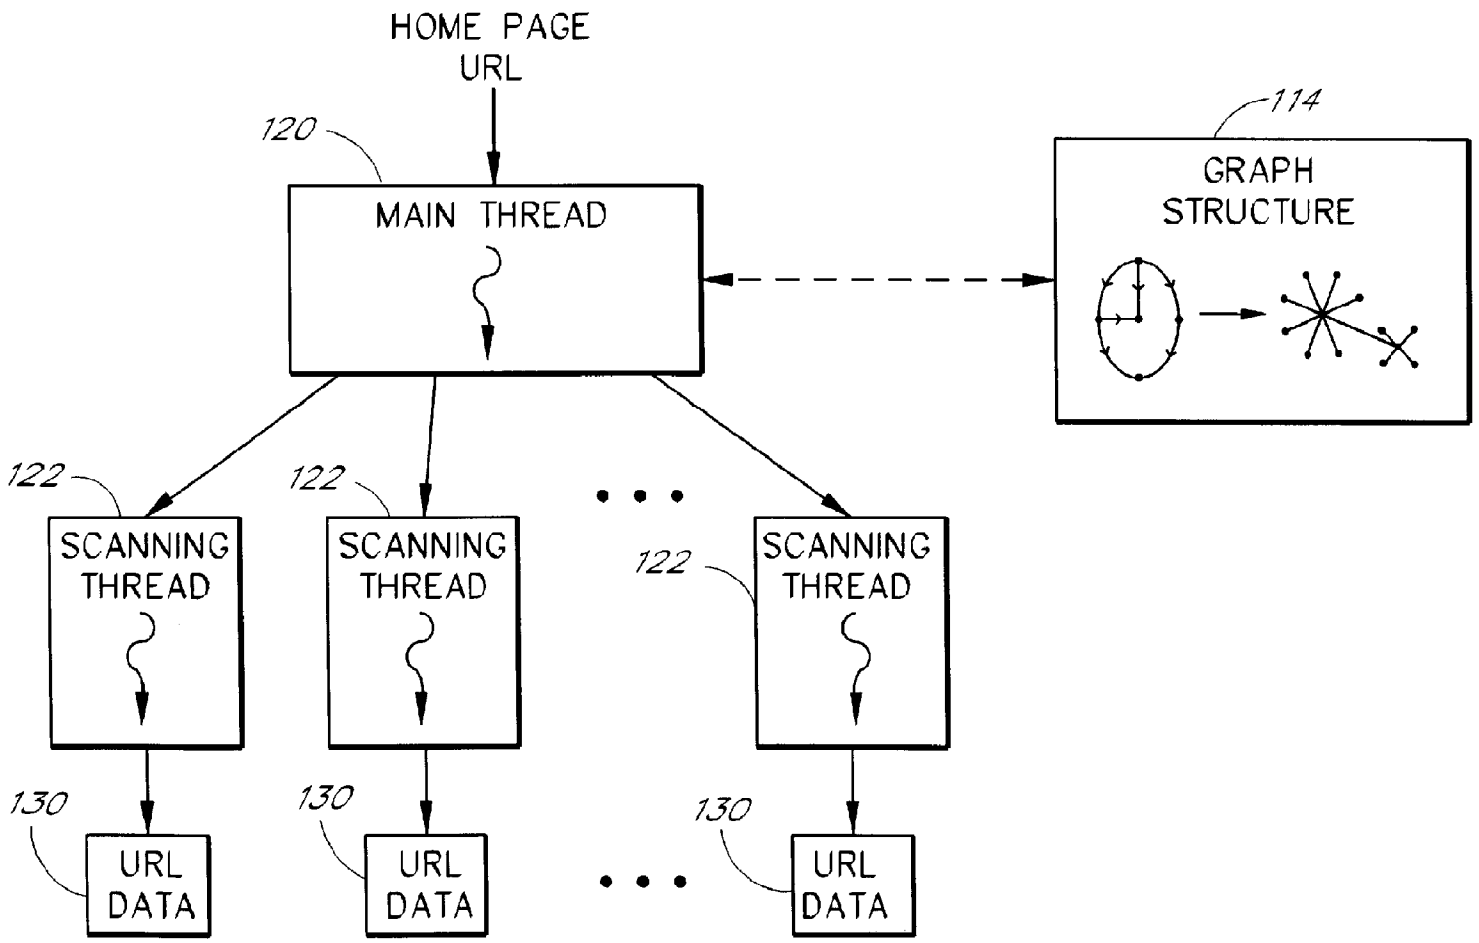 HOME PAGE
URL
120
114
MAIN THREAD
GRAPH
STRUCTURE
122
122
122
SCANNING
THREAD
SCANNING
THREAD
SCANNING
THREAD
130
130
130
URL
DATA
URL
DATA
URL
DATA